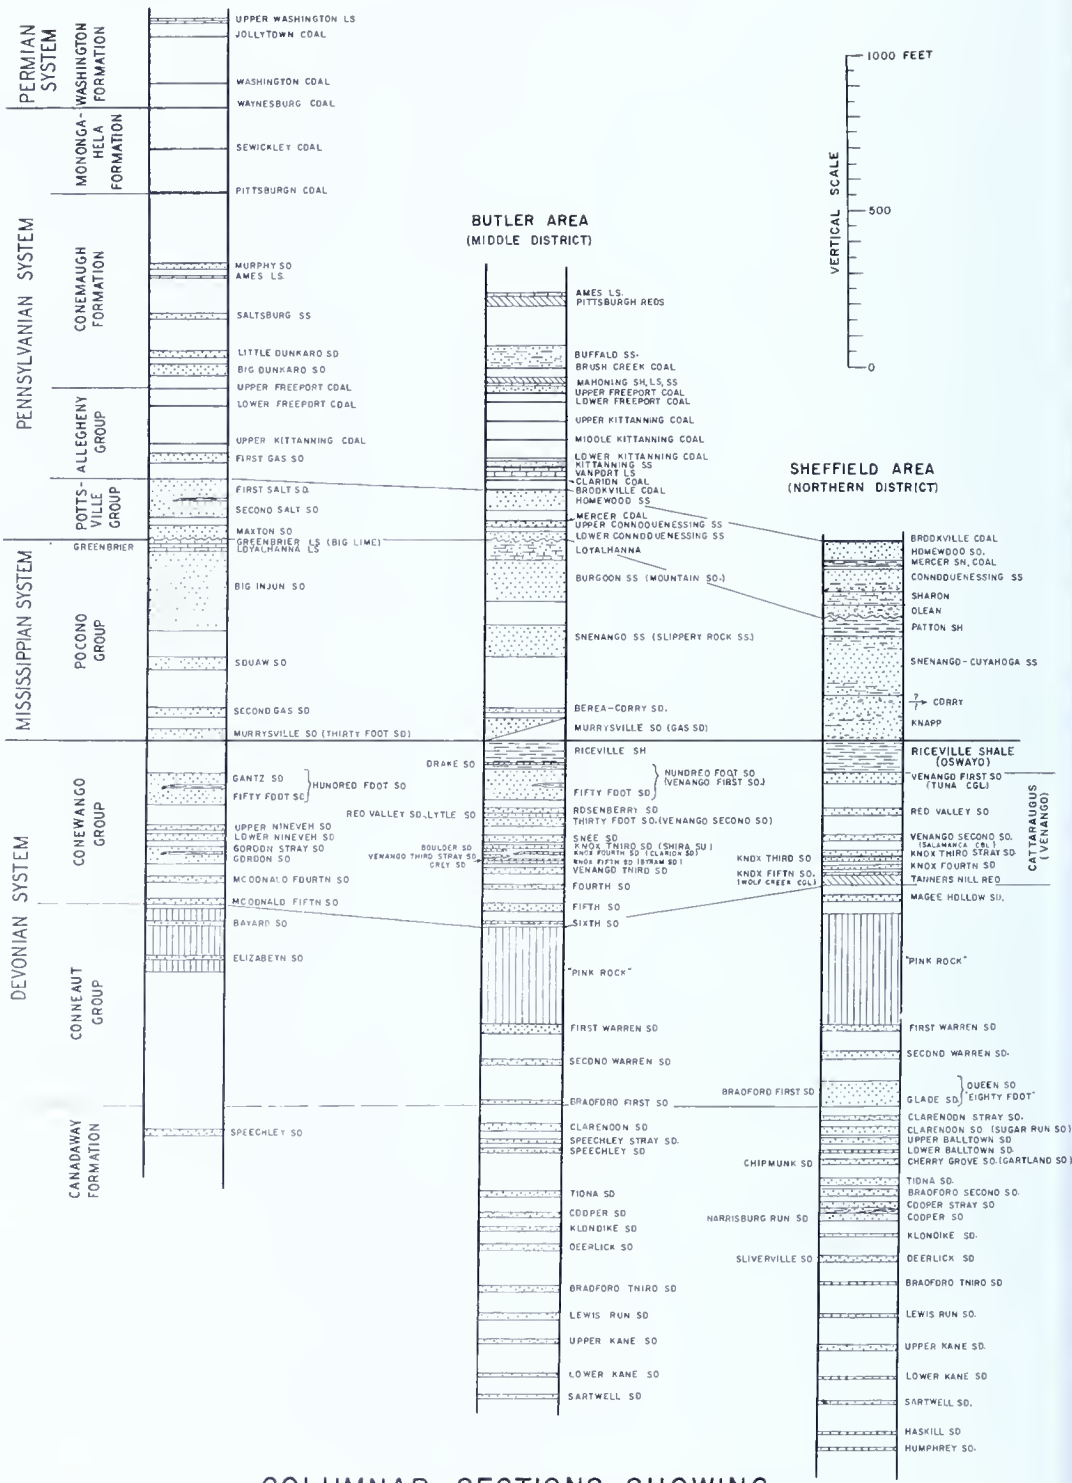 PERMIAN SYSTEM
WASHINGTON FORMATION
MONONGA-HELA FORMATION
PENNSYLVANIAN SYSTEM
CONEMAUGH FORMATION
ALLEGHENY GROUP
POTTS-VILLE GROUP
GREENBRIER
MISSISSIPPIAN SYSTEM
POCONO GROUP
DEVONIAN SYSTEM
CONEWANGO GROUP
CONNEAUT GROUP
CANADAWAY FORMATION
UPPER WASHINGTON LS
JOLLYTOWN COAL
WASHINGTON COAL
WAYNESBURG COAL
SEWICKLEY COAL
PITTSBURGH COAL
MURPHY SD
AMES LS.
SALTSBURG SS
LITTLE DUNKARD SD
BIG DUNKARD SD
UPPER FREEPORT COAL
LOWER FREEPORT COAL
UPPER KITTANNING COAL
FIRST GAS SD
FIRST SALT SD.
SECOND SALT SD
MAXTON SD
GREENBRIER LS (BIG LIME)
LOYALHANNA LS
BIG INJUN SD
SQUAW SD
SECOND GAS SD
MURRYSVILLE SD (THIRTY FOOT SD)
GANTZ SD
FIFTY FOOT SD
HUNDRED FOOT SD
UPPER NINEVEH SD
LOWER NINEVEH SD
GORDON STRAY SD
GORDON SD
MCDONALD FOURTH SD
MCDONALD FIFTH SD
BAYARD SD
ELIZABETH SD
SPEECHLEY SD
BUTLER AREA
(MIDDLE DISTRICT)
AMES LS.
PITTSBURGH REDS
BUFFALO SS.
BRUSH CREEK COAL
MAHONING SH, LS, SS
UPPER FREEPORT COAL
LOWER FREEPORT COAL
UPPER KITTANNING COAL
MIDDLE KITTANNING COAL
LOWER KITTANNING COAL
KITTANNING SS
VANPORT LS
CLARION COAL
BROOKVILLE COAL
HOMEWOOD SS
MERCER COAL
UPPER CONNOQUENESSING SS
LOWER CONNOQUENESSING SS
LOYALHANNA
BURGOON SS (MOUNTAIN SD.)
SHENANGO SS (SLIPPERY ROCK SS.)
BEREA-CORRY SD.
MURRYSVILLE SD (GAS SD)
RICEVILLE SH
DRAKE SD
HUNDRED FOOT SD
(VENANGO FIRST SD.)
FIFTY FOOT SD
RED VALLEY SD., LYTLE SD
ROSENBERRY SD
THIRTY FOOT SD. (VENANGO SECOND SD)
SNEE SD
BOULDER SD
KNOX THIRD SD (SHIRA SD)
VENANGO THIRD STRAY SD
KNOX FOURTH SD (CLARION SD)
GREY SD
KNOX FIFTH SD (BYRAM SD)
VENANGO THIRD SD
FOURTH SD
FIFTH SD
SIXTH SD
"PINK ROCK"
FIRST WARREN SD
SECOND WARREN SD
BRADFORD FIRST SD
CLARENDON SD
SPEECHLEY STRAY SD.
SPEECHLEY SD
TIONA SD
COOPER SD
KLONDIKE SD
DEERLICK SD
BRADFORD THIRD SD
LEWIS RUN SD
UPPER KANE SD
LOWER KANE SD
SARTWELL SD
VERTICAL SCALE
1000 FEET
500
0
SHEFFIELD AREA
(NORTHERN DISTRICT)
BROOKVILLE COAL
HOMEWOOD SD.
MERCER SH, COAL
CONNOQUENESSING SS
SHARON
OLEAN
PATTON SH
SHENANGO-CUYAHOGA SS
? CORRY
?
KNAPP
RICEVILLE SHALE
(OSWAYO)
VENANGO FIRST SD
(TUNA CGL)
RED VALLEY SD
VENANGO SECOND SD.
(SALAMANCA CGL)
KNOX THIRD STRAY SD.
KNOX THIRD SD
KNOX FOURTH SD
KNOX FIFTH SD.
(WOLF CREEK CGL)
TANNERS HILL RED
CATTARAUGUS
(VENANGO)
MAGEE HOLLOW SD.
"PINK ROCK"
FIRST WARREN SD
SECOND WARREN SD.
BRADFORD FIRST SD
QUEEN SD
GLADE SD
"EIGHTY FOOT"
CLARENDON STRAY SD.
CLARENDON SD (SUGAR RUN SD)
UPPER BALLTOWN SD
LOWER BALLTOWN SD.
CHIPMUNK SD
CHERRY GROVE SD. (GARTLAND SD)
TIONA SD.
BRADFORD SECOND SD.
COOPER STRAY SD
HARRISBURG RUN SD
COOPER SD
KLONDIKE SD.
SLIVERVILLE SD
DEERLICK SD
BRADFORD THIRD SD
LEWIS RUN SD.
UPPER KANE SD.
LOWER KANE SD
SARTWELL SD.
HASKILL SD
HUMPHREY SD.
COLUMNAR SECTIONS SHOWING